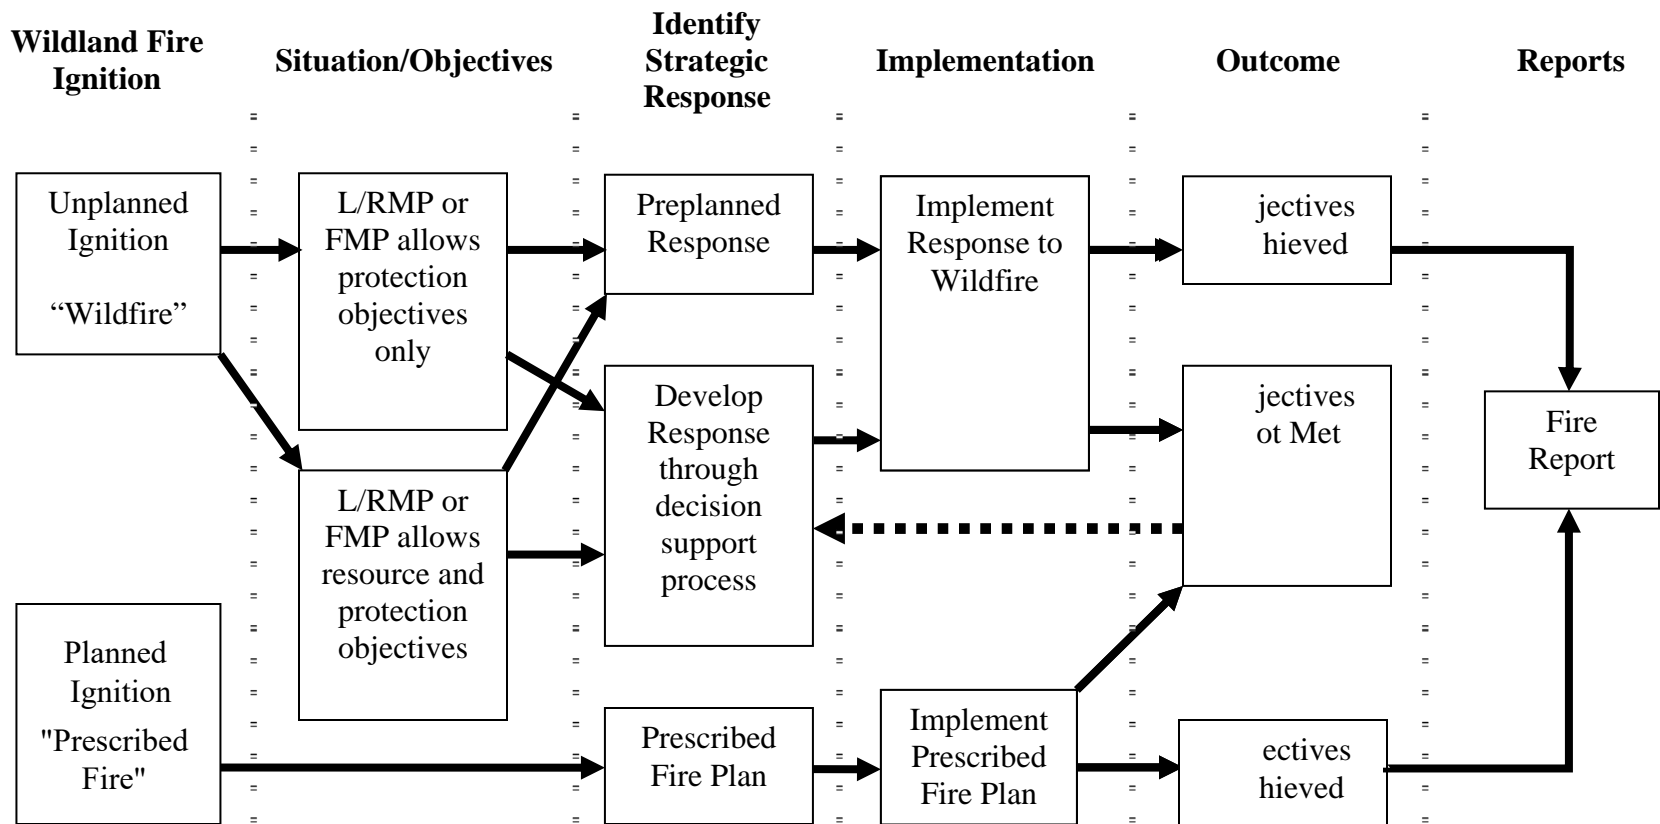 Wildland Fire
Ignition
Situation/Objectives
Identify
Strategic
Response
Implementation
Outcome
Reports
Unplanned
Ignition
“Wildfire”
L/RMP or
FMP allows
protection
objectives
only
Preplanned
Response
Implement
Response to
Wildfire
jectives
hieved
Develop
Response
through
decision
support
process
jectives
ot Met
Fire
Report
L/RMP or
FMP allows
resource and
protection
objectives
Planned
Ignition
"Prescribed
Fire"
Prescribed
Fire Plan
Implement
Prescribed
Fire Plan
ectives
hieved